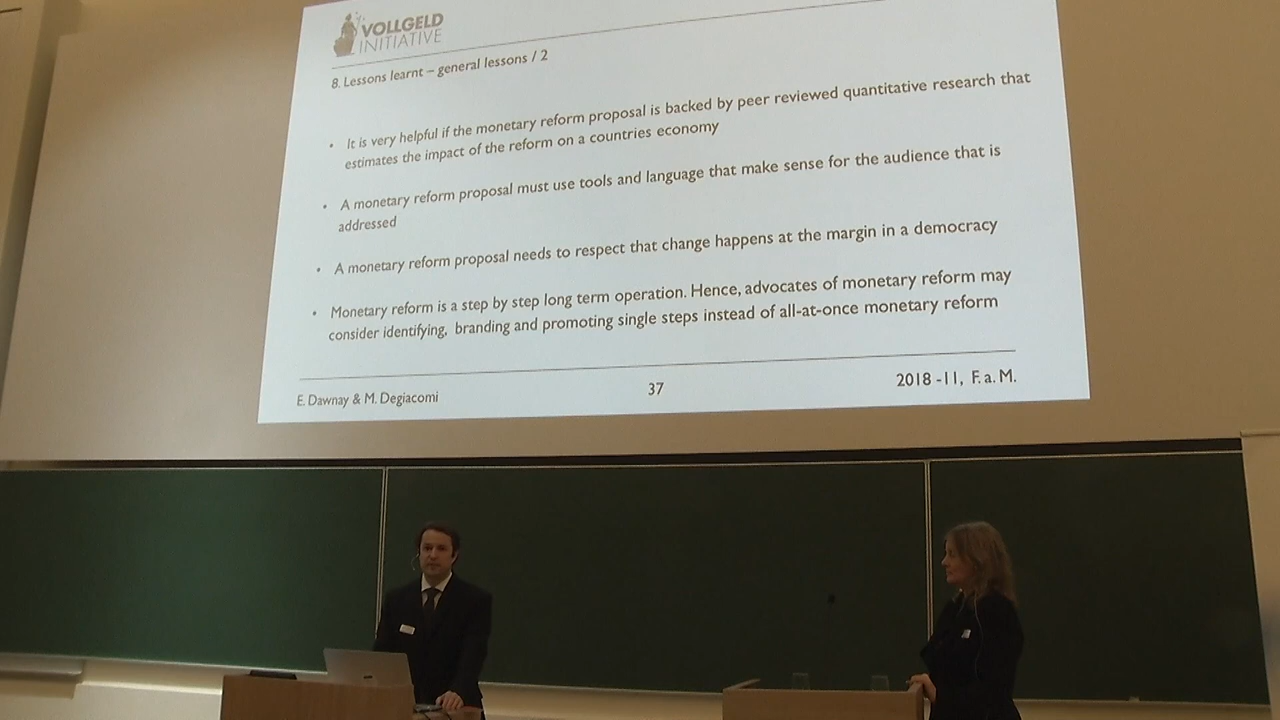 VOLLGELD
INITIATIVE
8. Lessons learnt – general lessons / 2
• It is very helpful if the monetary reform proposal is backed by peer reviewed quantitative research that
estimates the impact of the reform on a countries economy
• A monetary reform proposal must use tools and language that make sense for the audience that is
addressed
• A monetary reform proposal needs to respect that change happens at the margin in a democracy
• Monetary reform is a step by step long term operation. Hence, advocates of monetary reform may
consider identifying, branding and promoting single steps instead of all-at-once monetary reform
E. Dawnay & M. Degiacomi
37
2018 -11, F. a. M.